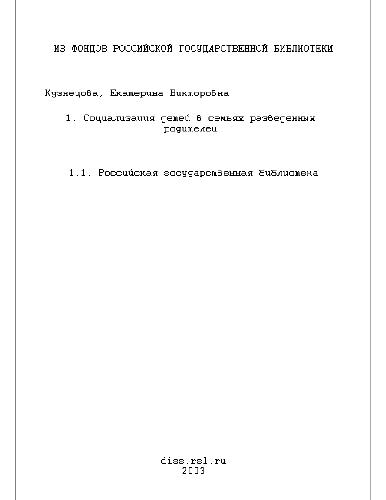 ИЗ ФОНДОВ РОССИЙСКОЙ ГОСУДАРСТВЕННОЙ БИБЛИОТЕКИ
Кузнецова, Екатерина Викторовна
1. Социализация детей в семьях разведенных
родителей
1.1. Российская государственная библиотека
diss.rsl.ru
2003